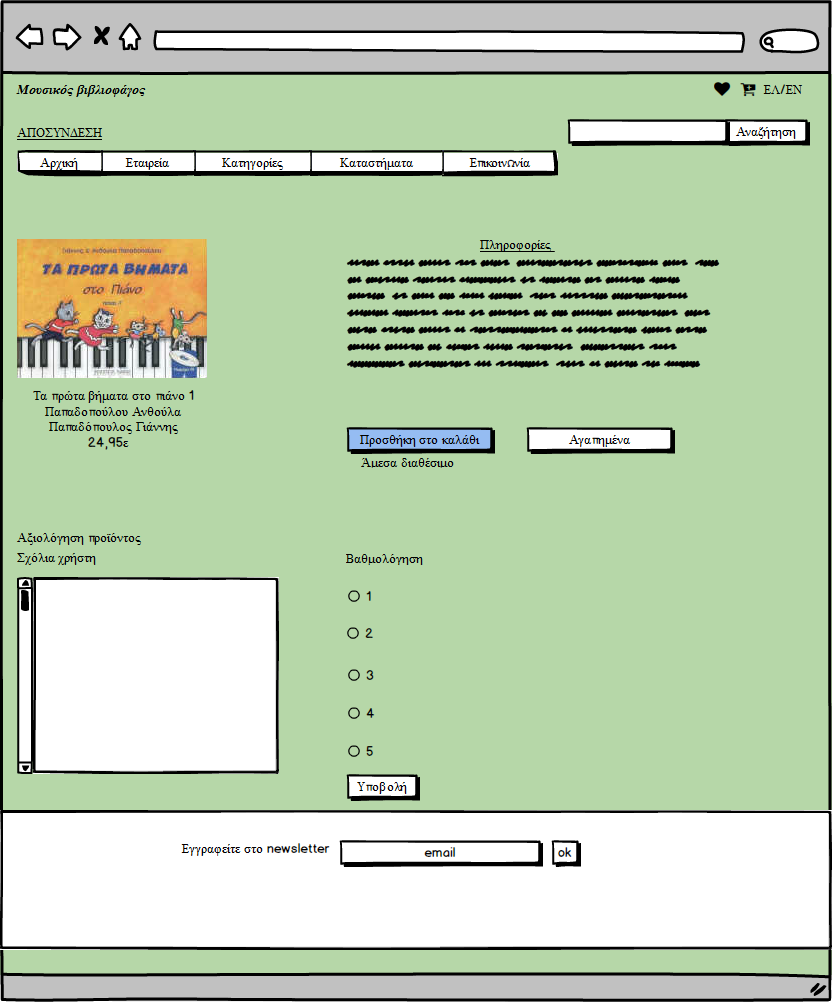 Μουσικός βιβλιοφάγος
ΕΛ/ΕΝ
ΑΠΟΣΥΝΔΕΣΗ
Αναζήτηση
Αρχική Εταιρεία Κατηγορίες Καταστήματα Επικοινωνία
Πληροφορίες
Γιάννης & Ανθούλα Παπαδοπούλου
ΤΑ ΠΡΩΤΑ ΒΗΜΑΤΑ
στο Πιάνο
Τα πρώτα βήματα στο πιάνο 1
Παπαδοπούλου Ανθούλα
Παπαδόπουλος Γιάννης
24,95ε
Προσθήκη στο καλάθι
Αγαπημένα
Άμεσα διαθέσιμο
Αξιολόγηση προϊόντος
Σχόλια χρήστη
Βαθμολόγηση
1
2
3
4
5
Υποβολή
Εγγραφείτε στο newsletter
email
ok